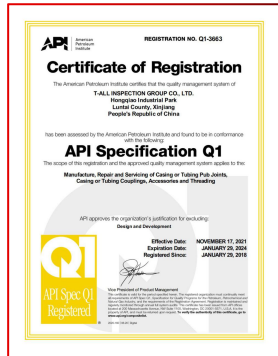 API American Petroleum Institute
REGISTRATION NO. Q1-3663
Certificate of Registration
The American Petroleum Institute certifies that the quality management system of
T-ALL INSPECTION GROUP CO., LTD.
Hongqiao Industrial Park
Luntai County, Xinjiang
People's Republic of China
has been assessed by the American Petroleum Institute and found to be in conformance
with the following:
API Specification Q1
The scope of this registration and the approved quality management system applies to the:
Manufacture, Repair and Servicing of Casing or Tubing Pub Joints,
Casing or Tubing Couplings, Accessories and Threading
API approves the organization's justification for excluding:
Design and Development
Effective Date: NOVEMBER 17, 2021
Expiration Date: JANUARY 29, 2024
Registered Since: JANUARY 29, 2018
Q1
API Spec Q1
Registered
Vice President of Product Management